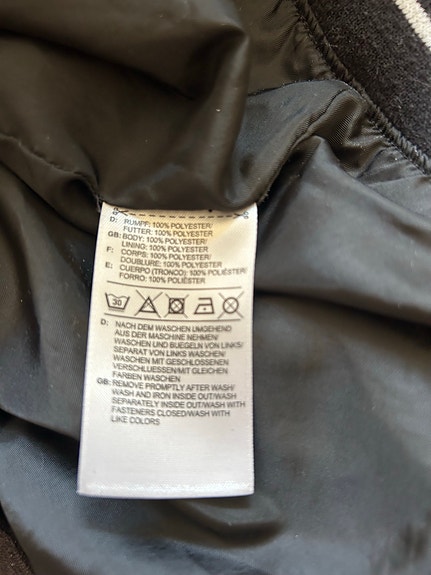 D: RUMPF: 100% POLYESTER/
FUTTER: 100% POLYESTER
GB: BODY: 100% POLYESTER/
LINING: 100% POLYESTER
F: CORPS: 100% POLYESTER/
DOUBLURE: 100% POLYESTER
E: CUERPO (TRONCO): 100% POLIÉSTER/
FORRO: 100% POLIÉSTER
30
D: NACH DEM WASCHEN UMGEHEND
AUS DER MASCHINE NEHMEN/
WASCHEN UND BUEGELN VON LINKS/
SEPARAT VON LINKS WASCHEN/
WASCHEN MIT GESCHLOSSENEN
VERSCHLUESSEN/MIT GLEICHEN
FARBEN WASCHEN
GB: REMOVE PROMPTLY AFTER WASH/
WASH AND IRON INSIDE OUT/WASH
SEPARATELY INSIDE OUT/WASH WITH
FASTENERS CLOSED/WASH WITH
LIKE COLORS